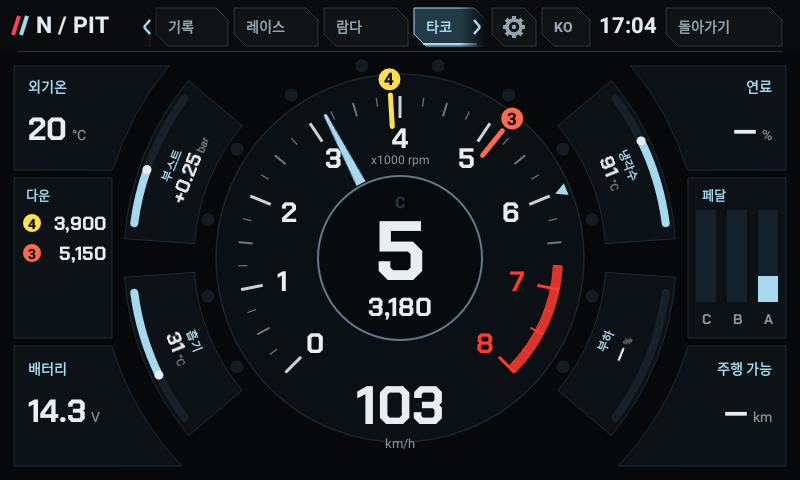 N / PIT
기록
레이스
람다
타코
KO
17:04
돌아가기
외기온
20 °C
다운
4 3,900
3 5,150
배터리
14.3 V
부스트
+0.25 bar
흡기
31 °C
4
3
0
1
2
3
4
5
6
7
8
x1000 rpm
C
5
3,180
103
km/h
냉각수
91 °C
부하
– %
연료
– %
페달
C B A
주행 가능
– km